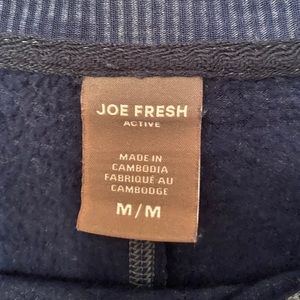 JOE FRESH
ACTIVE
MADE IN
CAMBODIA
FABRIQUÉ AU
CAMBODGE
M/M